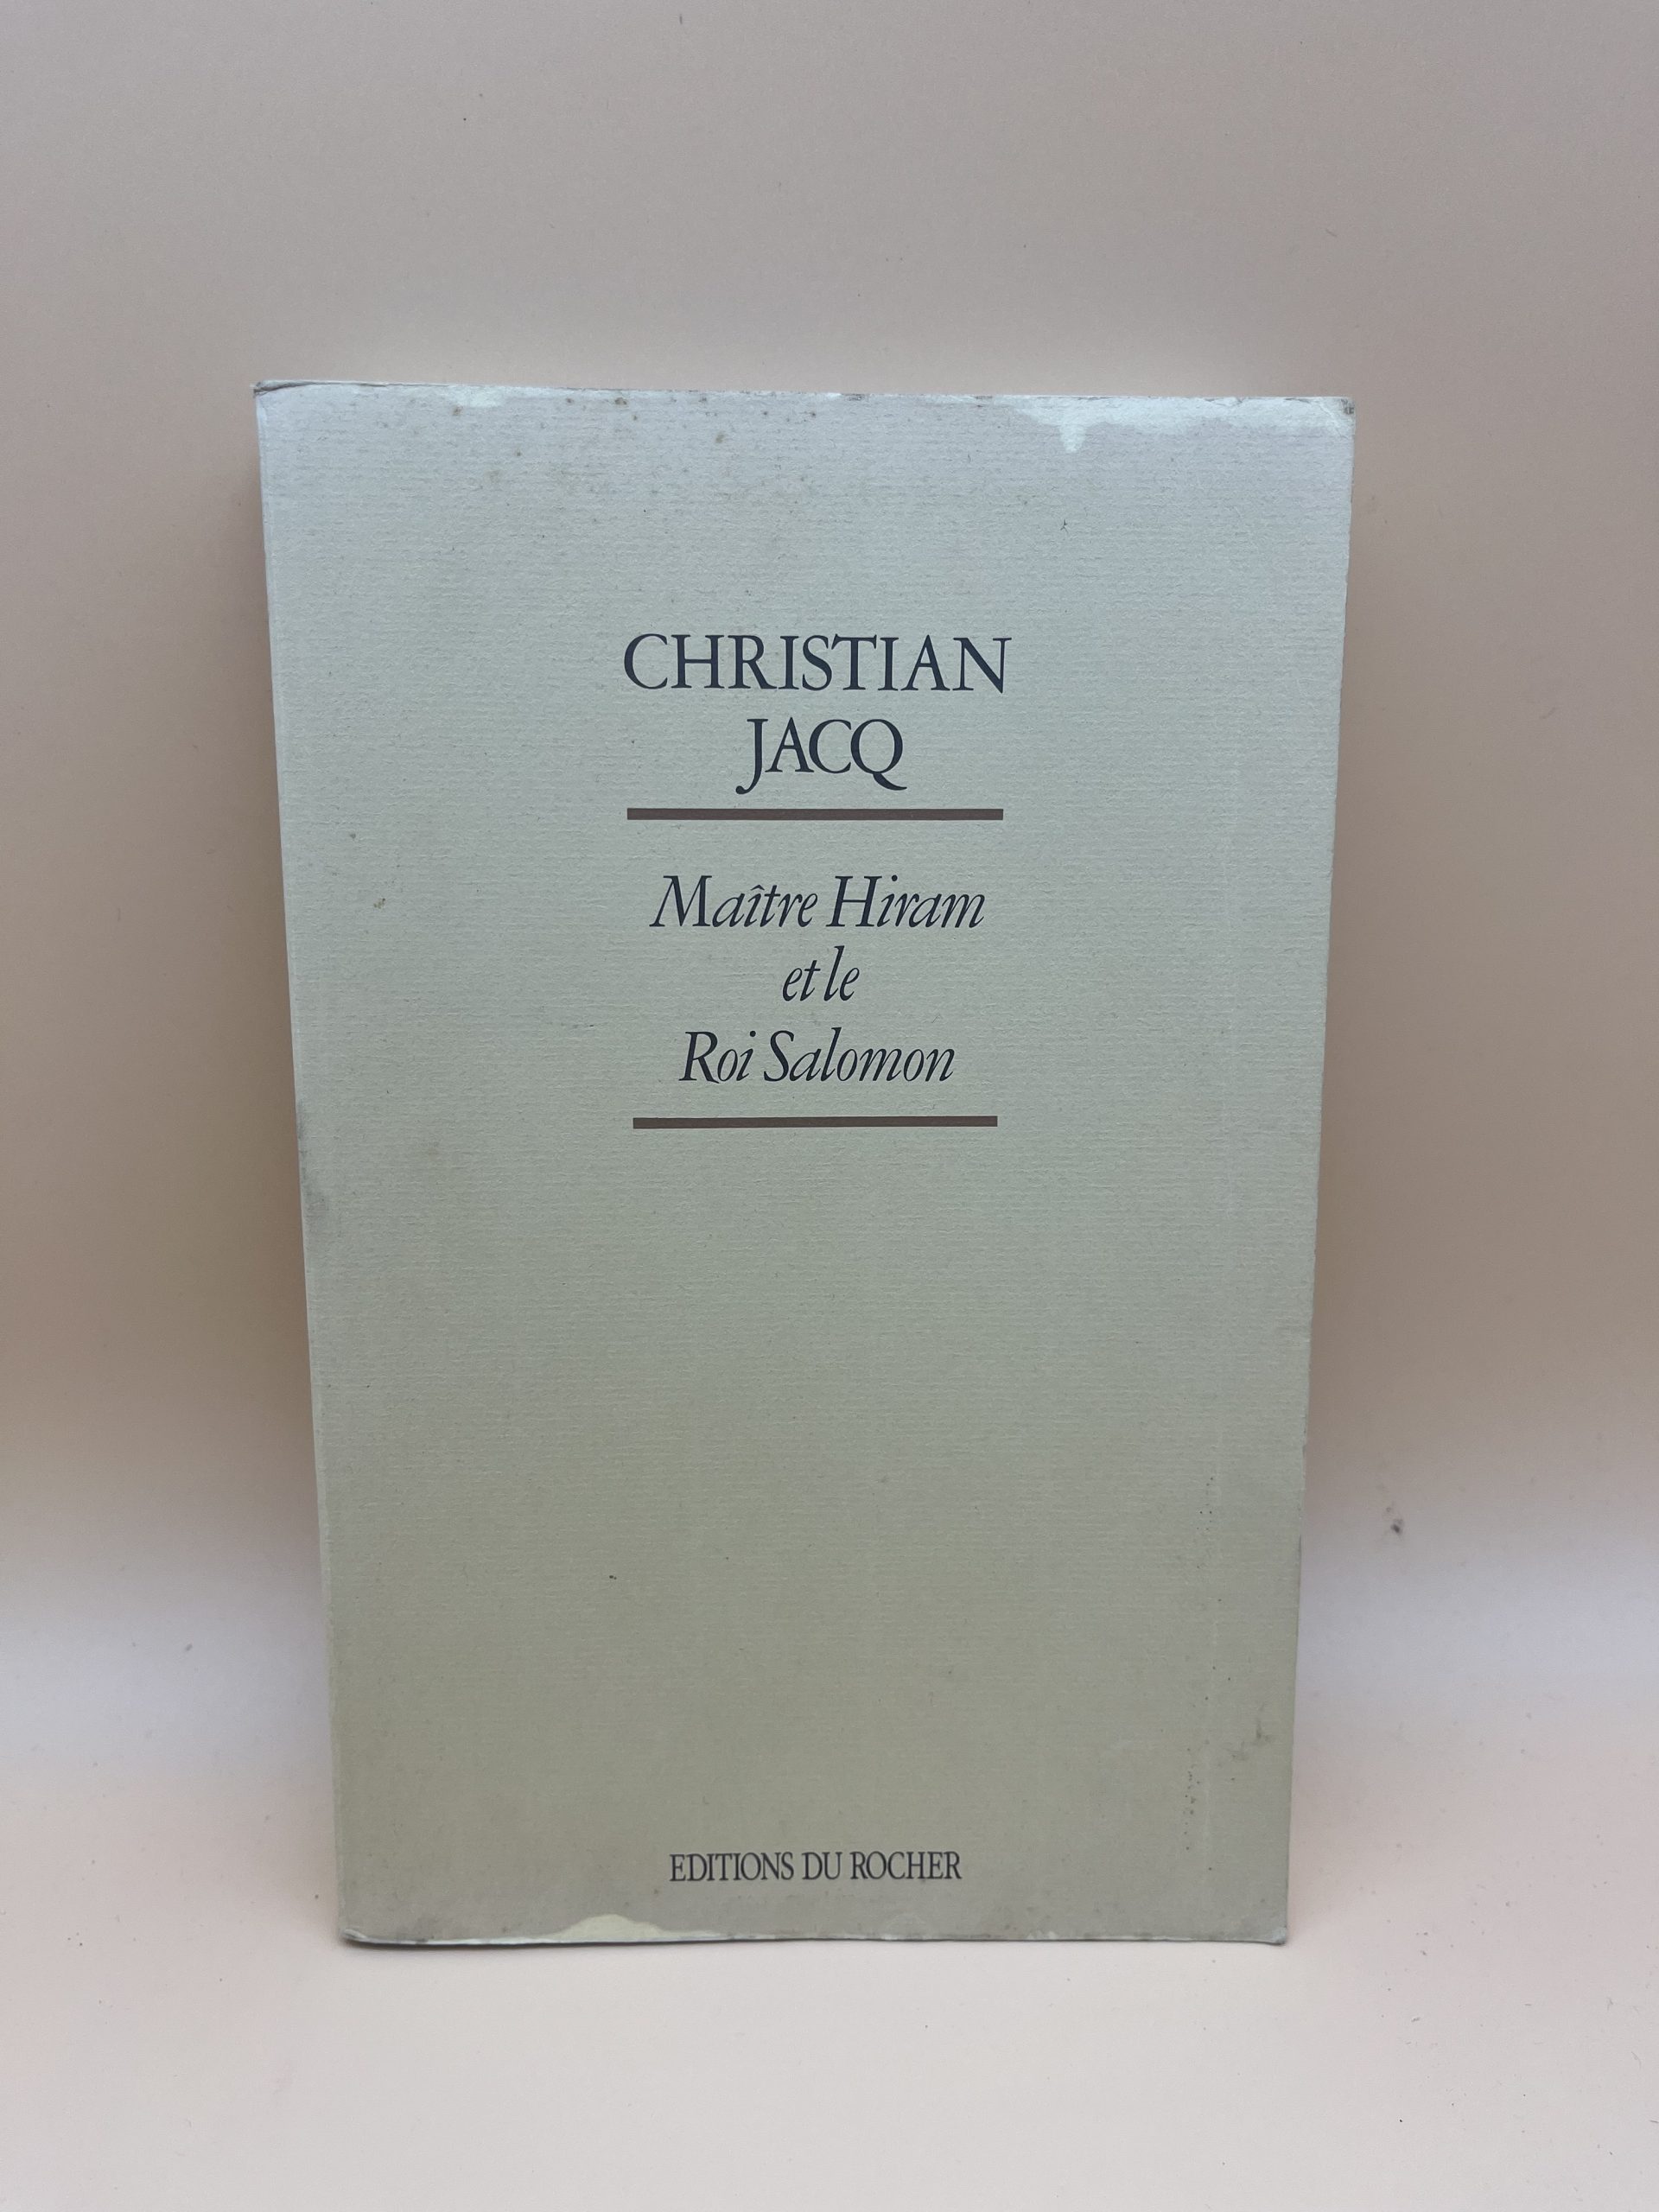 CHRISTIAN
JACQ
Maître Hiram
et le
Roi Salomon
EDITIONS DU ROCHER